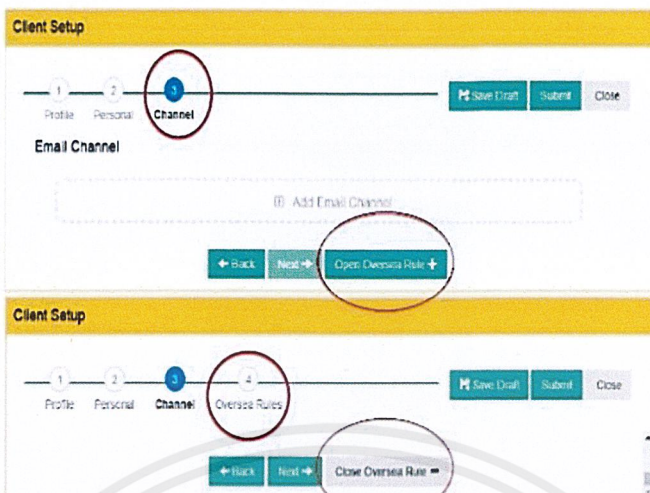 Client Setup
1 2 3
Save Draft Submit Close
Profile Personal Channel
Email Channel
Add Email Channel
Back Next Open Oversea Rule
Client Setup
1 2 3 4
Save Draft Submit Close
Profile Personal Channel Oversea Rules
Back Next Close Oversea Rule